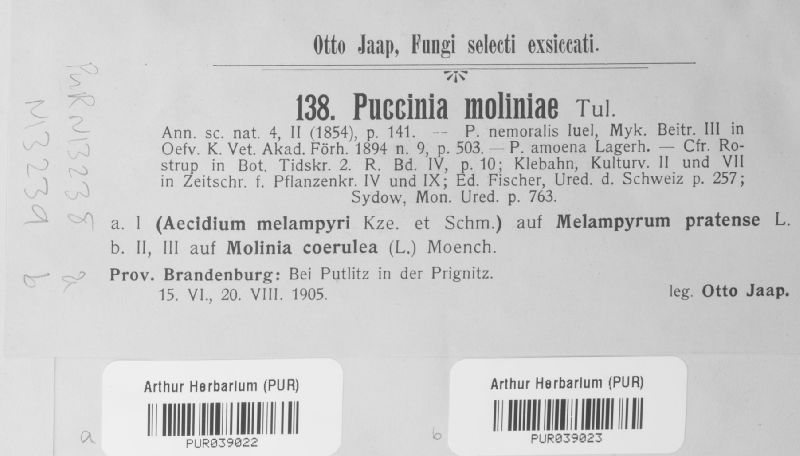 Otto Jaap, Fungi selecti exsiccati.
138. Puccinia moliniae Tul.
Ann. sc. nat. 4, II (1854), p. 141. — P. nemoralis Iuel, Myk. Beitr. III in
Oefv. K. Vet. Akad. Förh. 1894 n. 9, p. 503. — P. amoena Lagerh. — Cfr. Ro-
strup in Bot. Tidskr. 2. R. Bd. IV, p. 10; Klebahn, Kulturv. II und VII
in Zeitschr. f. Pflanzenkr. IV und IX; Ed. Fischer, Ured. d. Schweiz p. 257;
Sydow, Mon. Ured. p. 763.
a. I (Aecidium melampyri Kze. et Schm.) auf Melampyrum pratense L.
b. II, III auf Molinia coerulea (L.) Moench.
Prov. Brandenburg: Bei Putlitz in der Prignitz.
15. VI., 20. VIII. 1905.
leg. Otto Jaap.
PUR N13238 a
N13239 b
a
Arthur Herbarium (PUR)
PUR039022
b
Arthur Herbarium (PUR)
PUR039023